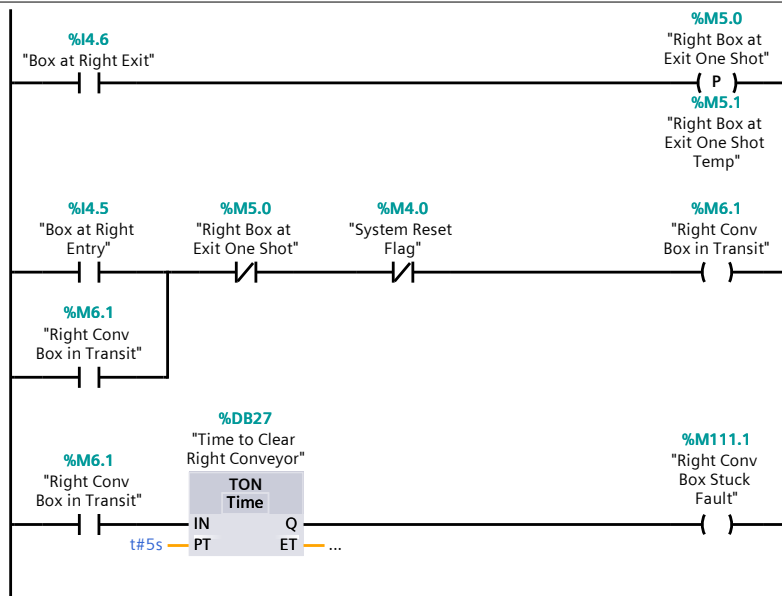 %I4.6
"Box at Right Exit"
%M5.0
"Right Box at
Exit One Shot"
P
%M5.1
"Right Box at
Exit One Shot
Temp"
%I4.5
"Box at Right
Entry"
%M5.0
"Right Box at
Exit One Shot"
%M4.0
"System Reset
Flag"
%M6.1
"Right Conv
Box in Transit"
%M6.1
"Right Conv
Box in Transit"
%M6.1
"Right Conv
Box in Transit"
%DB27
"Time to Clear
Right Conveyor"
TON
Time
IN Q
t#5s PT ET ...
%M111.1
"Right Conv
Box Stuck
Fault"